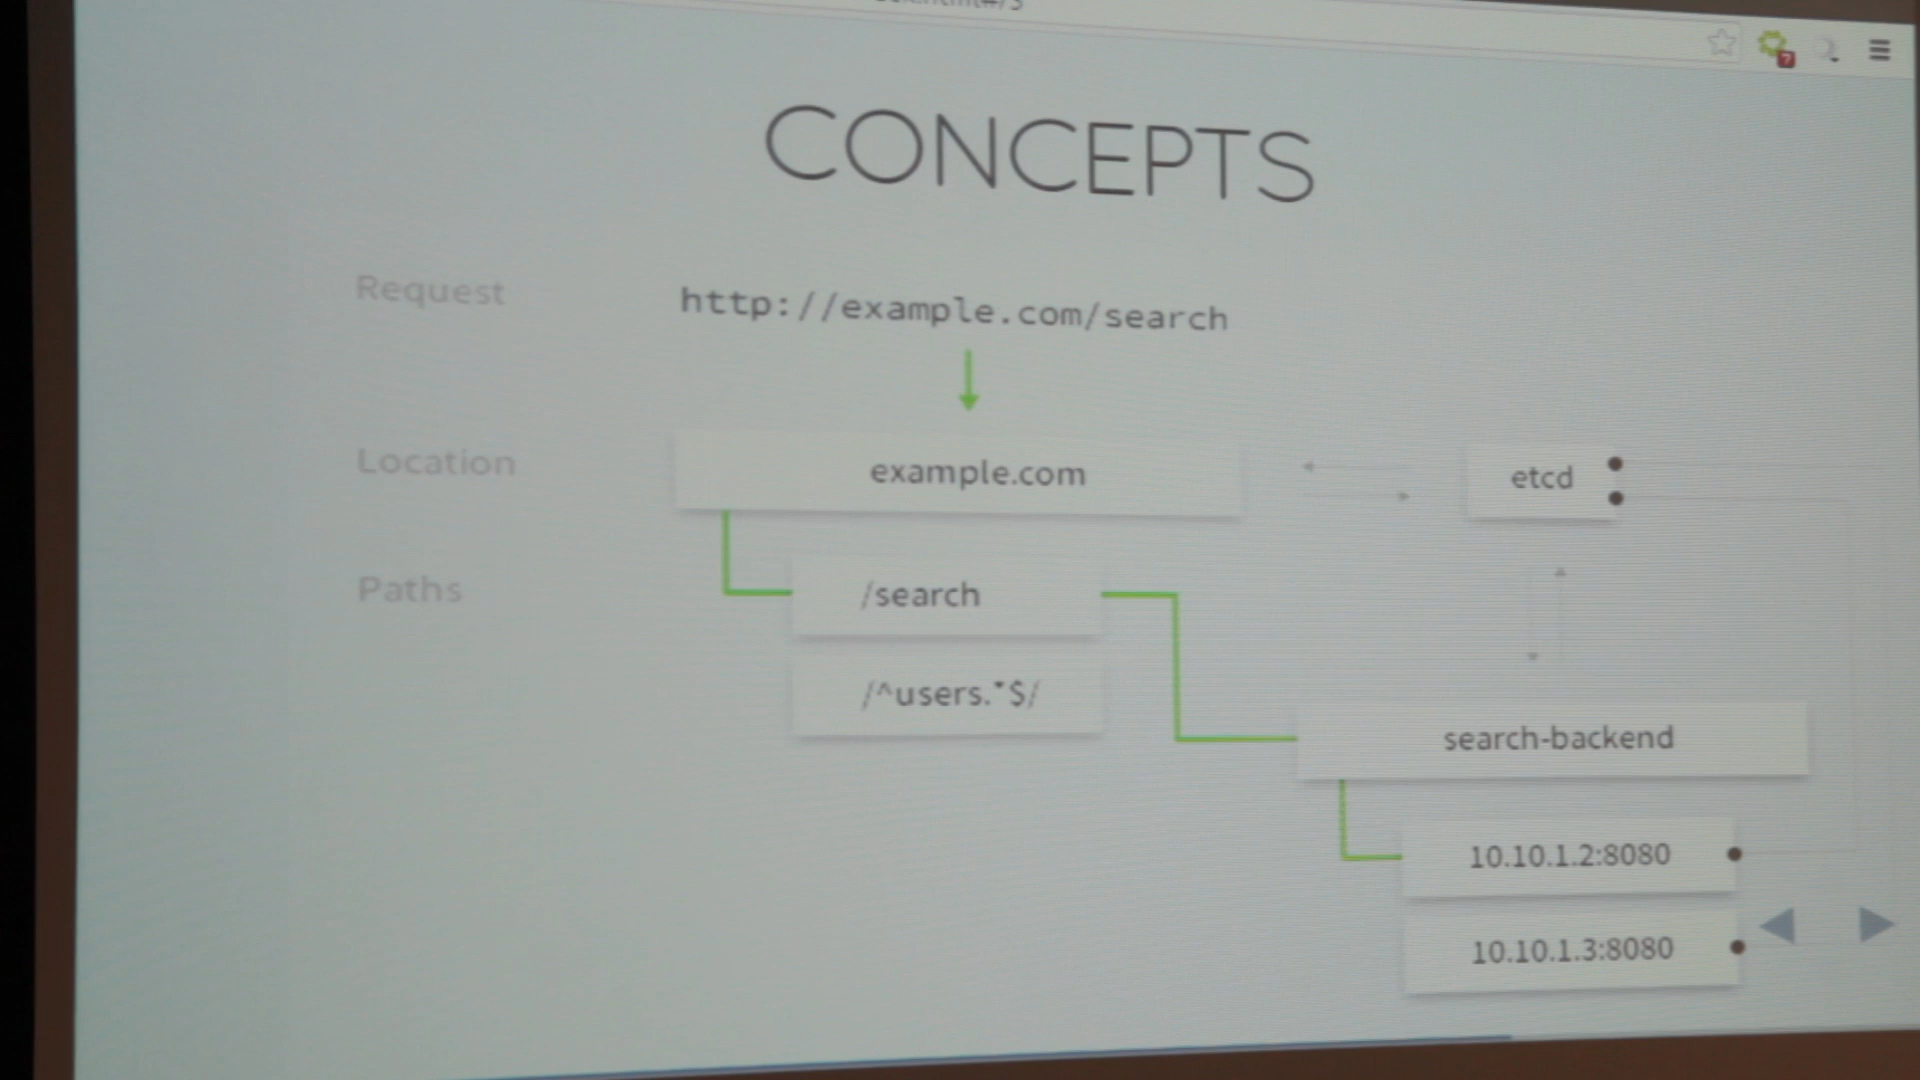 CONCEPTS
Request
http://example.com/search
Location
example.com
etcd
Paths
/search
/^users.*$/
search-backend
10.10.1.2:8080
10.10.1.3:8080